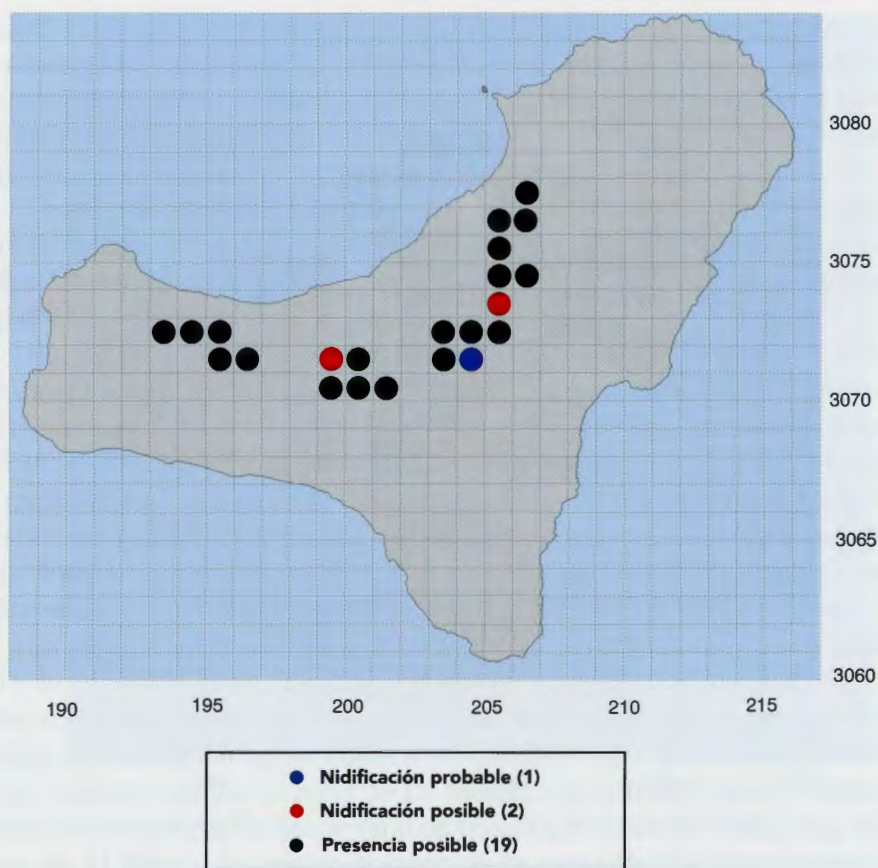 3080
3075
3070
3065
3060
190 195 200 205 210 215
Nidificación probable (1)
Nidificación posible (2)
Presencia posible (19)